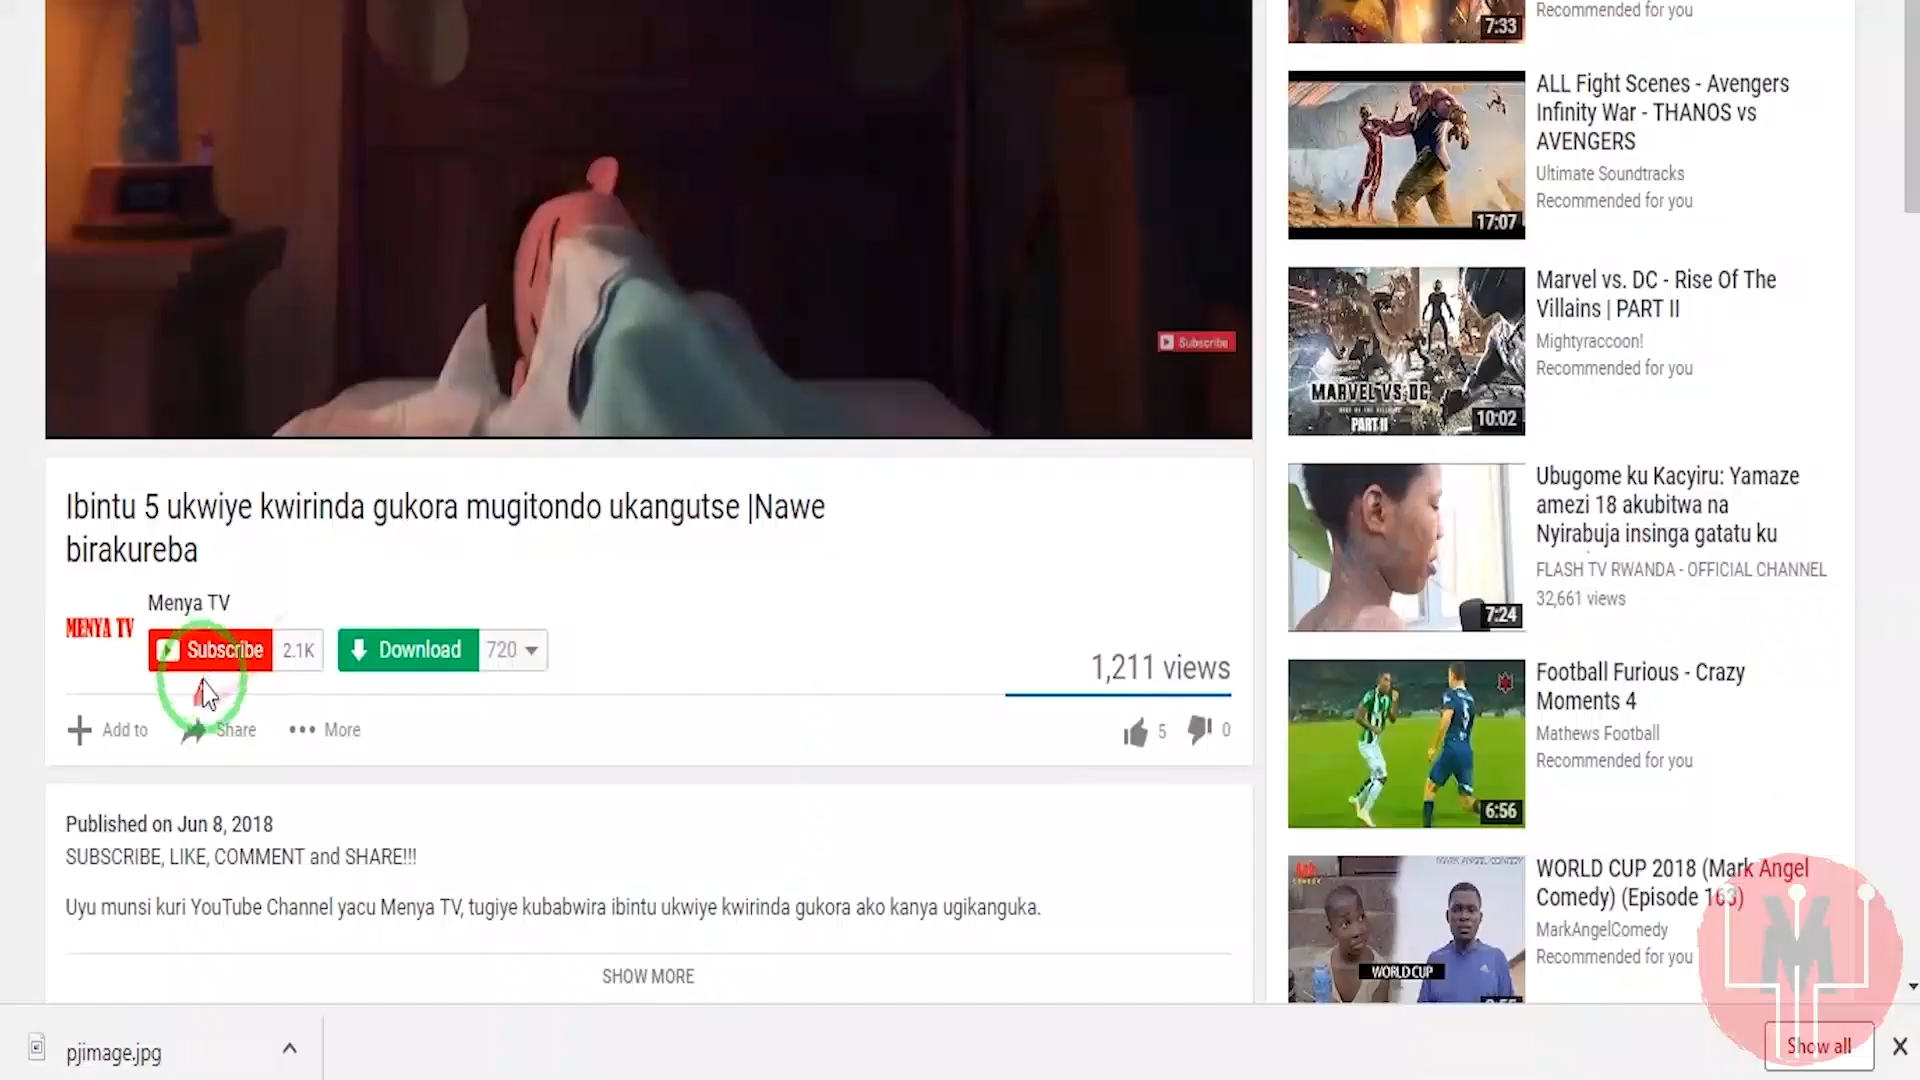 Subscribe
Ibintu 5 ukwiye kwirinda gukora mugitondo ukangutse |Nawe
birakureba
MENYA TV
Menya TV
Subscribe 2.1K
Download 720
1,211 views
Add to Share More
5 0
Published on Jun 8, 2018
SUBSCRIBE, LIKE, COMMENT and SHARE!!!
Uyu munsi kuri YouTube Channel yacu Menya TV, tugiye kubabwira ibintu ukwiye kwirinda gukora ako kanya ugikanguka.
SHOW MORE
7:33
Recommended for you
17:07
ALL Fight Scenes - Avengers
Infinity War - THANOS vs
AVENGERS
Ultimate Soundtracks
Recommended for you
MARVEL VS DC
PART II
10:02
Marvel vs. DC - Rise Of The
Villains | PART II
Mightyraccoon!
Recommended for you
7:24
Ubugome ku Kacyiru: Yamaze
amezi 18 akubitwa na
Nyirabuja insinga gatatu ku
FLASH TV RWANDA - OFFICIAL CHANNEL
32,661 views
6:56
Football Furious - Crazy
Moments 4
Mathews Football
Recommended for you
MARK ANGEL COMEDY
WORLD CUP
WORLD CUP 2018 (Mark Angel
Comedy) (Episode 163)
MarkAngelComedy
Recommended for you
M
pjimage.jpg
Show all